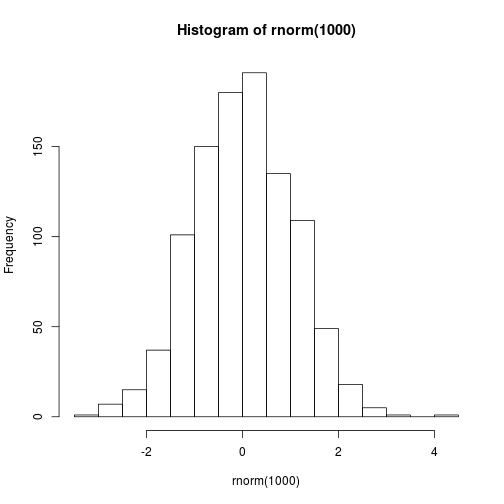 Histogram of rnorm(1000)
Frequency
150
100
50
0
-2 0 2 4
rnorm(1000)